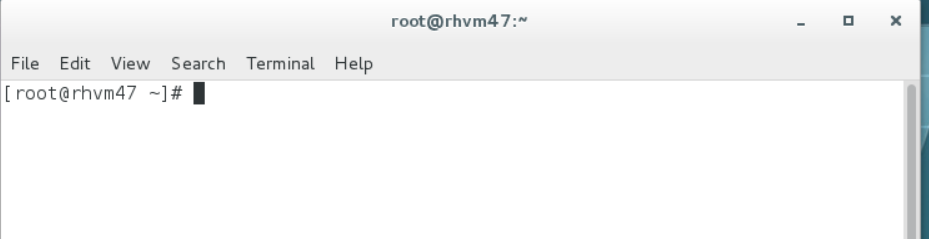 root@rhvm47:~
File Edit View Search Terminal Help
[root@rhvm47 ~]#